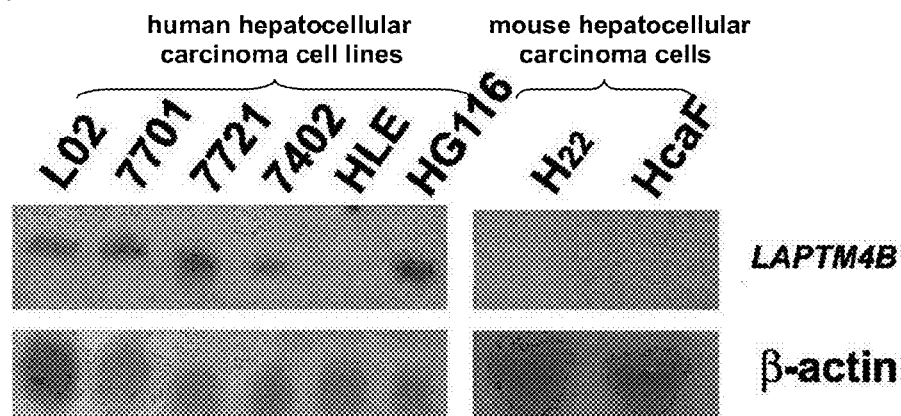 human hepatocellular
carcinoma cell lines
mouse hepatocellular
carcinoma cells
L02 7701 7721 7402 HLE HG116 H22 HcaF
LAPTM4B
β-actin